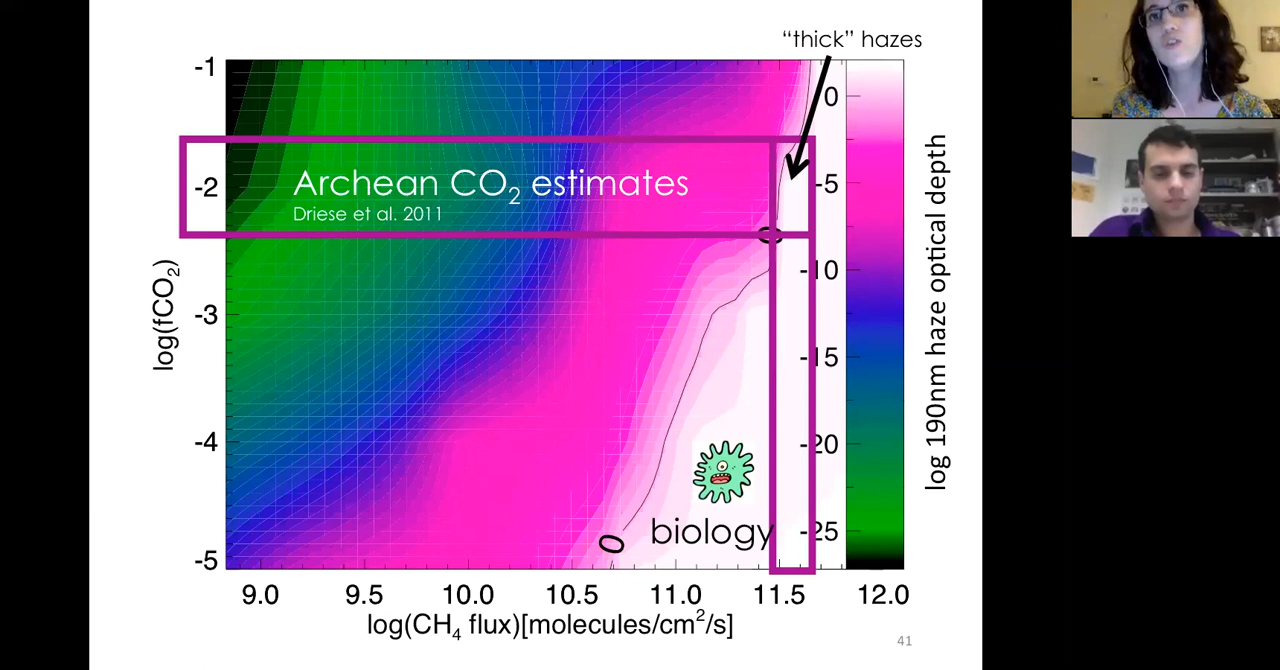 “thick” hazes
-1
-2
-3
-4
-5
log(fCO₂)
Archean CO₂ estimates
Driese et al. 2011
0
0
biology
9.0 9.5 10.0 10.5 11.0 11.5 12.0
log(CH₄ flux)[molecules/cm²/s]
0
-5
-10
-15
-20
-25
log 190nm haze optical depth
41